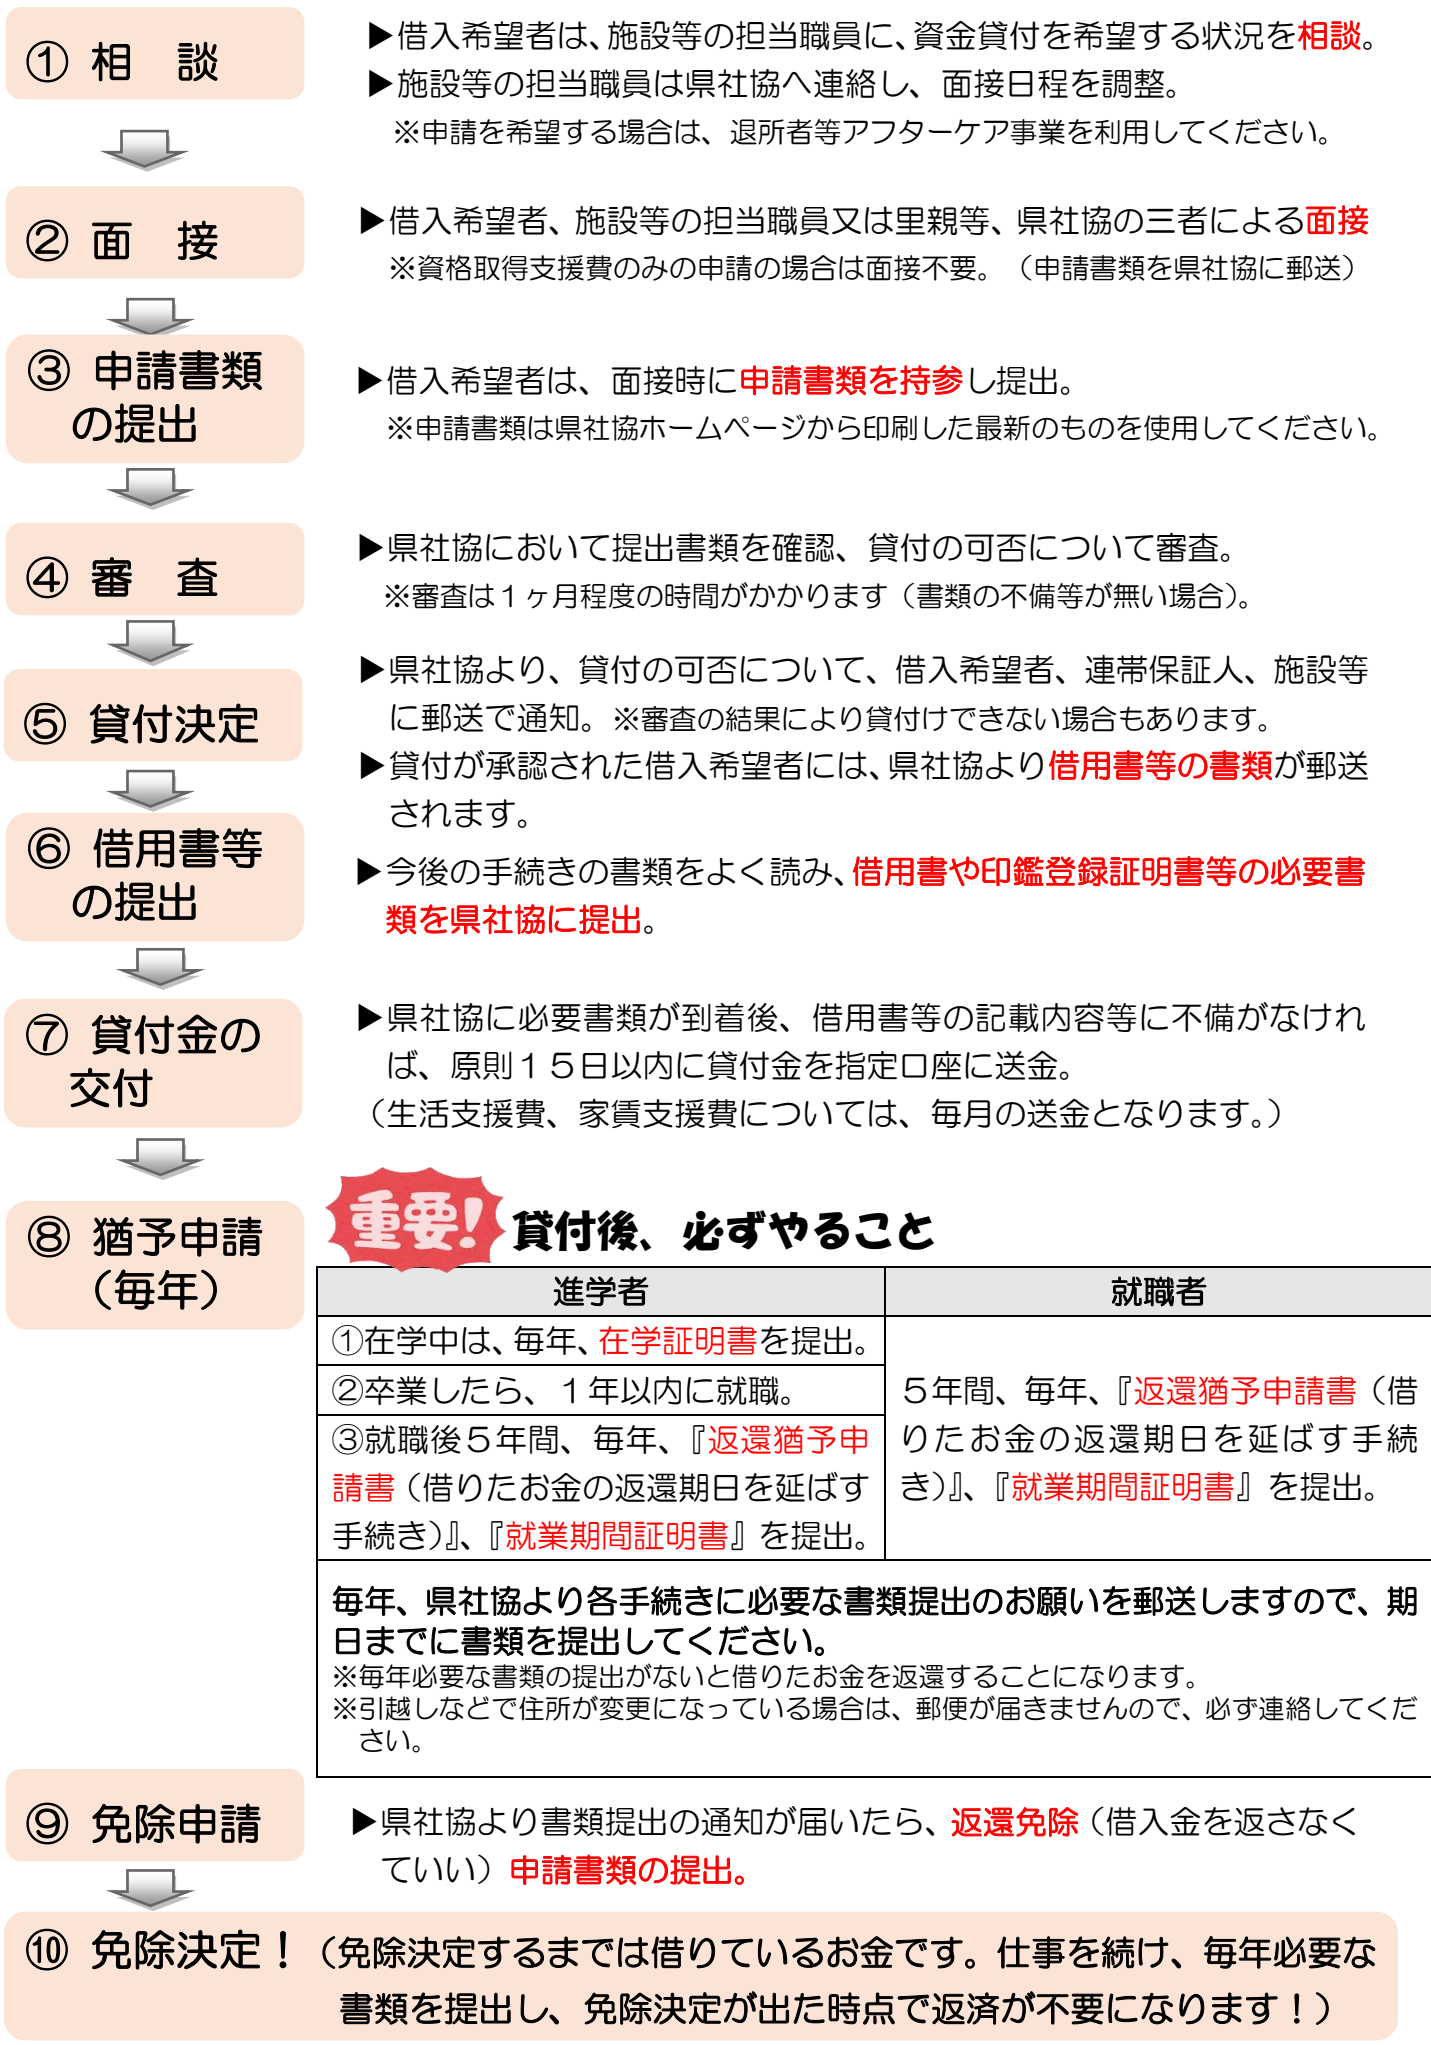 ① 相　談
▶借入希望者は、施設等の担当職員に、資金貸付を希望する状況を相談。
▶施設等の担当職員は県社協へ連絡し、面接日程を調整。
※申請を希望する場合は、退所者等アフターケア事業を利用してください。
② 面　接
▶借入希望者、施設等の担当職員又は里親等、県社協の三者による面接
※資格取得支援費のみの申請の場合は面接不要。（申請書類を県社協に郵送）
③ 申請書類
の提出
▶借入希望者は、面接時に申請書類を持参し提出。
※申請書類は県社協ホームページから印刷した最新のものを使用してください。
④ 審　査
▶県社協において提出書類を確認、貸付の可否について審査。
※審査は１ヶ月程度の時間がかかります（書類の不備等が無い場合）。
⑤ 貸付決定
▶県社協より、貸付の可否について、借入希望者、連帯保証人、施設等
に郵送で通知。※審査の結果により貸付けできない場合もあります。
▶貸付が承認された借入希望者には、県社協より借用書等の書類が郵送
されます。
⑥ 借用書等
の提出
▶今後の手続きの書類をよく読み、借用書や印鑑登録証明書等の必要書
類を県社協に提出。
⑦ 貸付金の
交付
▶県社協に必要書類が到着後、借用書等の記載内容等に不備がなけれ
ば、原則１５日以内に貸付金を指定口座に送金。
（生活支援費、家賃支援費については、毎月の送金となります。）
⑧ 猶予申請
（毎年）
重要！
貸付後、必ずやること
進学者
就職者
①在学中は、毎年、在学証明書を提出。
②卒業したら、１年以内に就職。
③就職後５年間、毎年、『返還猶予申
請書（借りたお金の返還期日を延ばす
手続き）』、『就業期間証明書』を提出。
５年間、毎年、『返還猶予申請書（借
りたお金の返還期日を延ばす手続
き）』、『就業期間証明書』を提出。
毎年、県社協より各手続きに必要な書類提出のお願いを郵送しますので、期
日までに書類を提出してください。
※毎年必要な書類の提出がないと借りたお金を返還することになります。
※引越しなどで住所が変更になっている場合は、郵便が届きませんので、必ず連絡してくだ
さい。
⑨ 免除申請
▶県社協より書類提出の通知が届いたら、返還免除（借入金を返さなく
ていい）申請書類の提出。
⑩ 免除決定！（免除決定するまでは借りているお金です。仕事を続け、毎年必要な
書類を提出し、免除決定が出た時点で返済が不要になります！）